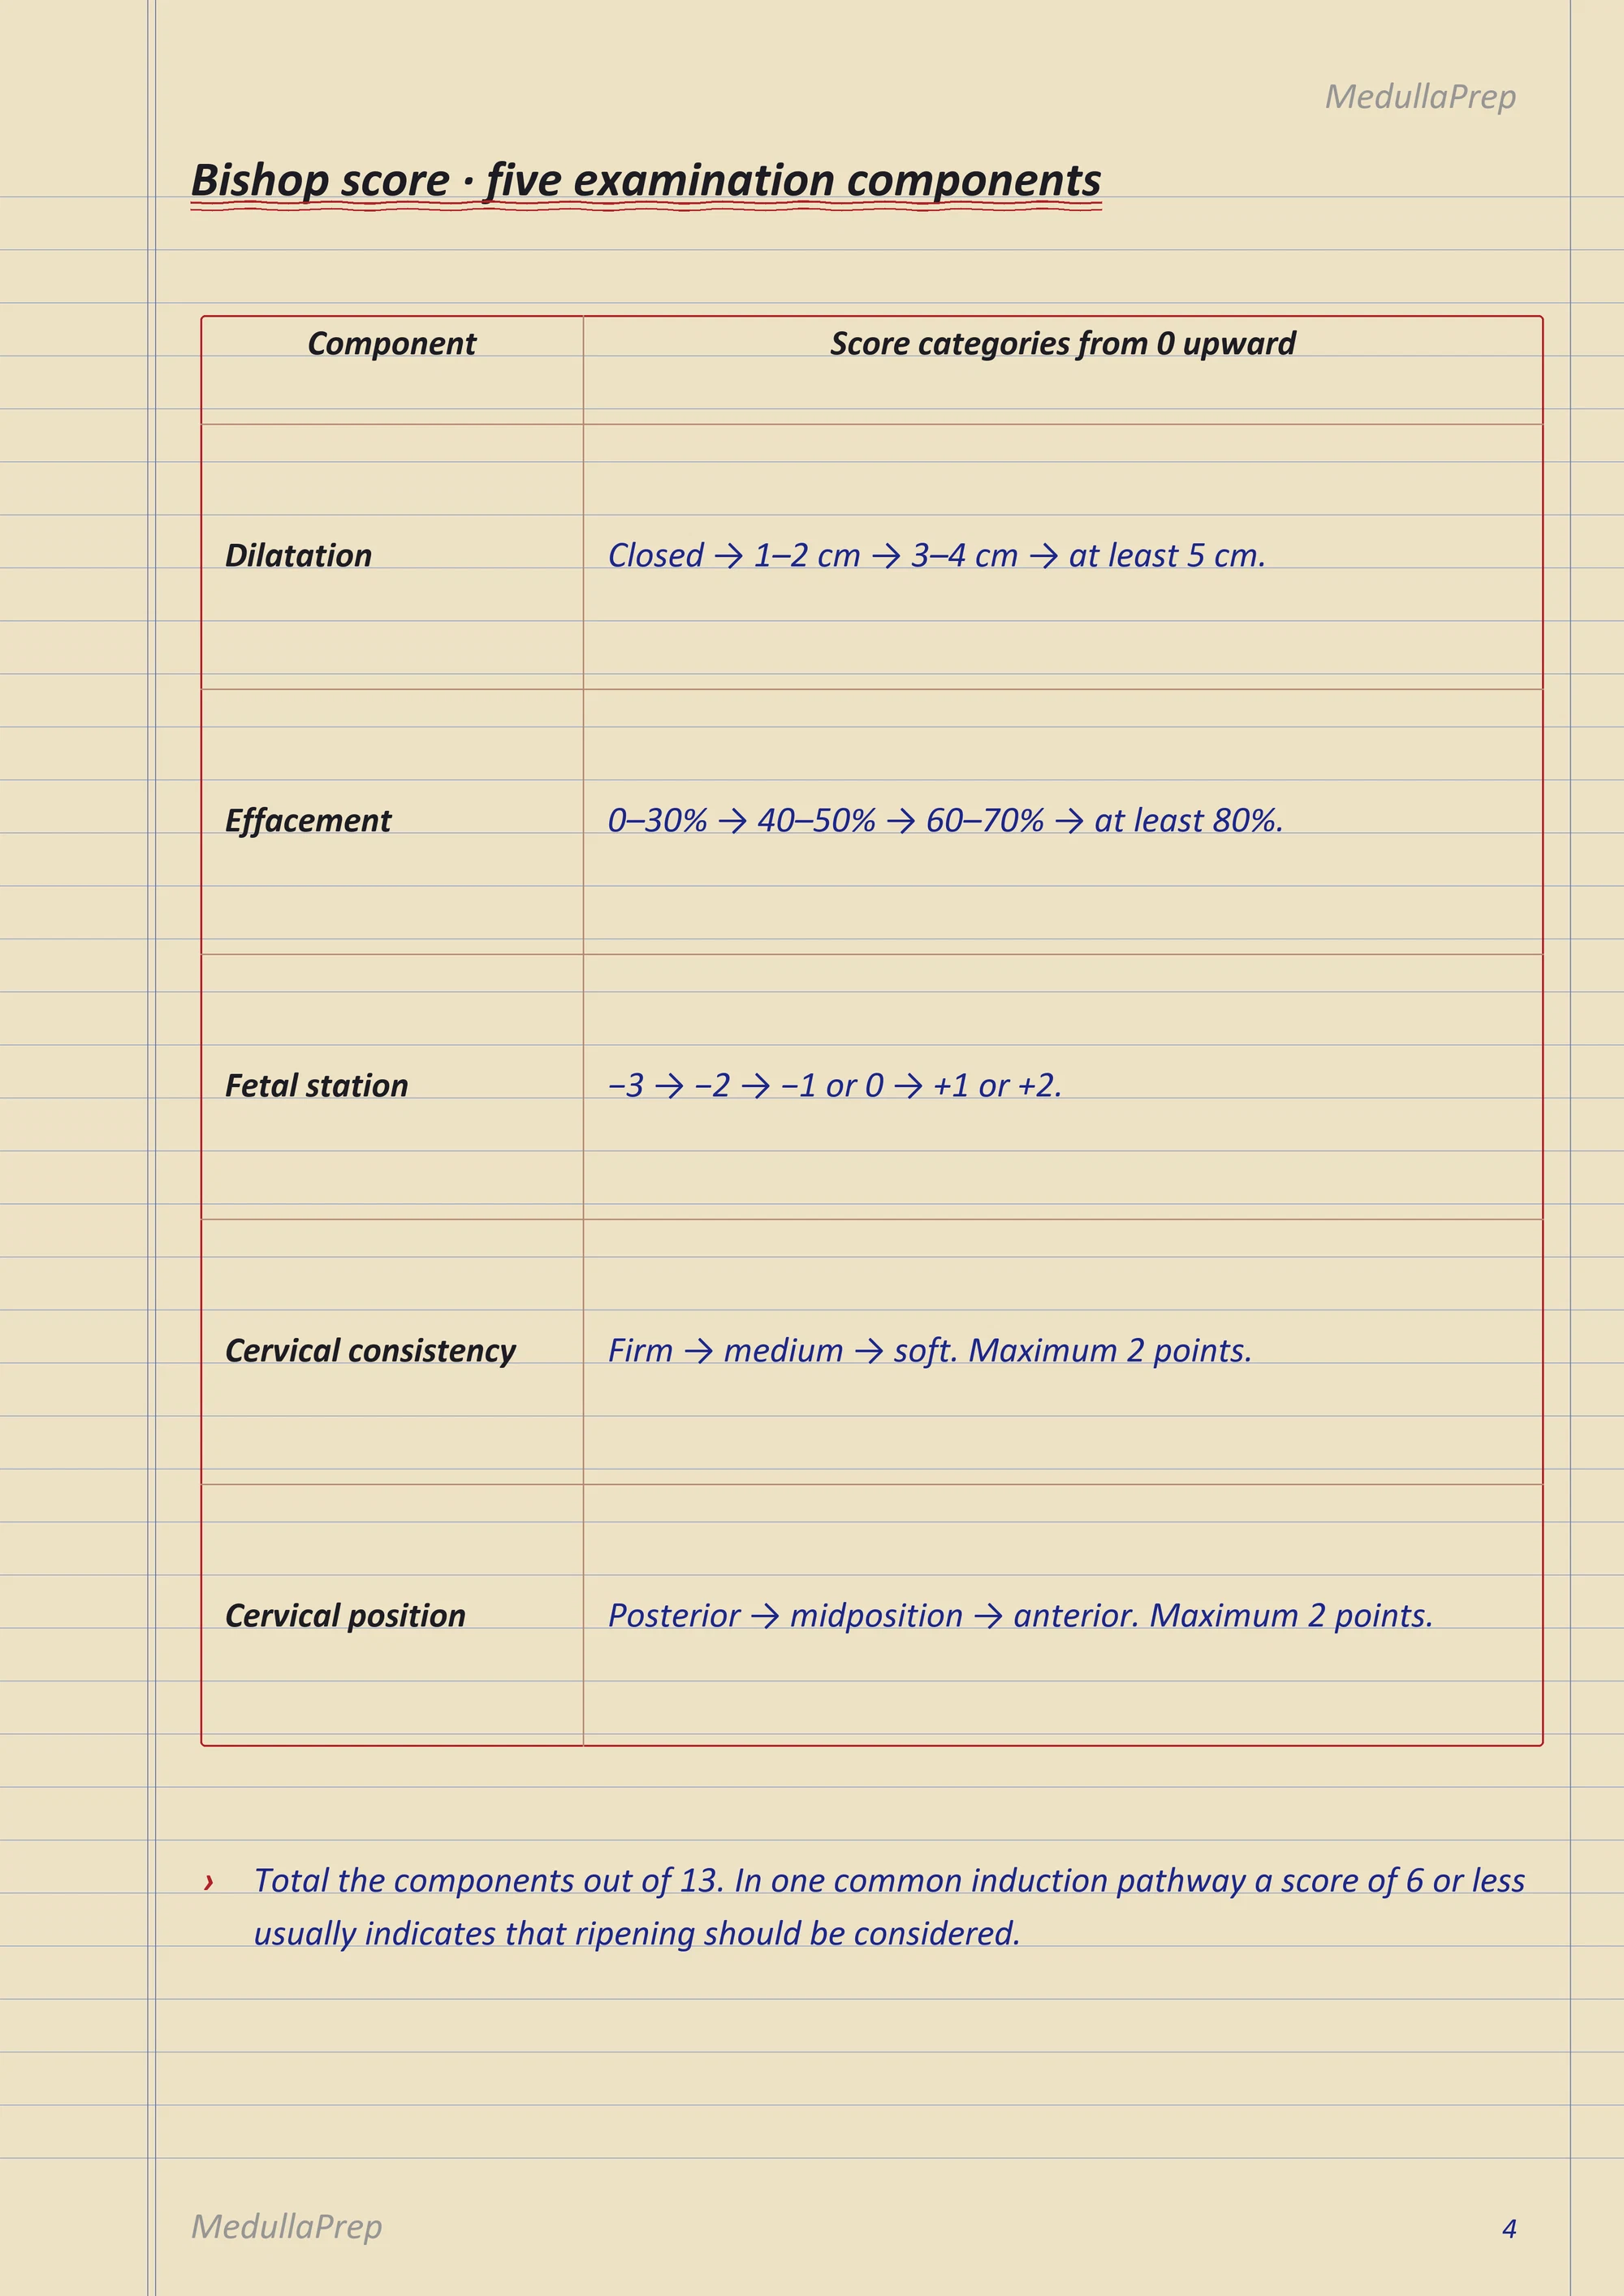 MedullaPrep
Bishop score · five examination components
Component
Score categories from 0 upward
Dilatation
Closed → 1–2 cm → 3–4 cm → at least 5 cm.
Effacement
0–30% → 40–50% → 60–70% → at least 80%.
Fetal station
−3 → −2 → −1 or 0 → +1 or +2.
Cervical consistency
Firm → medium → soft. Maximum 2 points.
Cervical position
Posterior → midposition → anterior. Maximum 2 points.
› Total the components out of 13. In one common induction pathway a score of 6 or less
usually indicates that ripening should be considered.
MedullaPrep
4